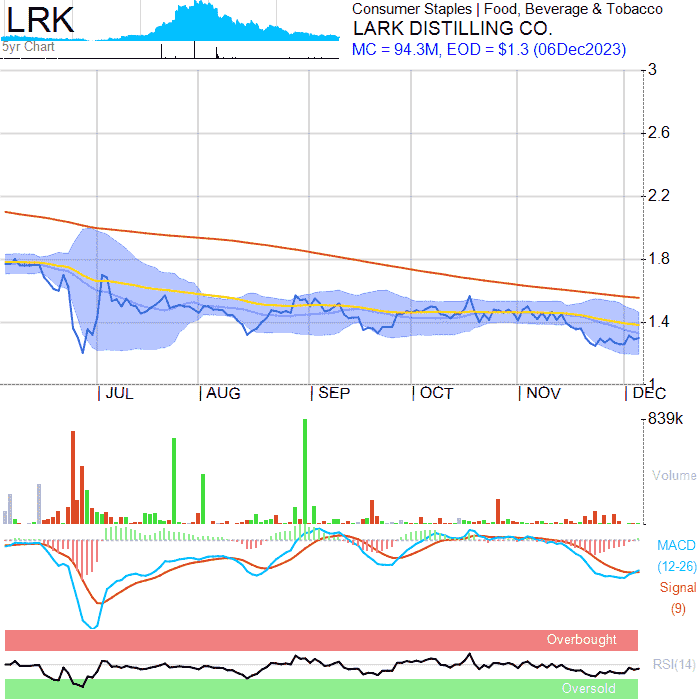 LRK
5yr Chart
Consumer Staples | Food, Beverage & Tobacco
LARK DISTILLING CO.
MC = 94.3M, EOD = $1.3 (06Dec2023)
3
2.6
2.2
1.8
1.4
1
JUL AUG SEP OCT NOV DEC
839k
Volume
MACD
(12-26)
Signal
(9)
Overbought
RSI(14)
Oversold